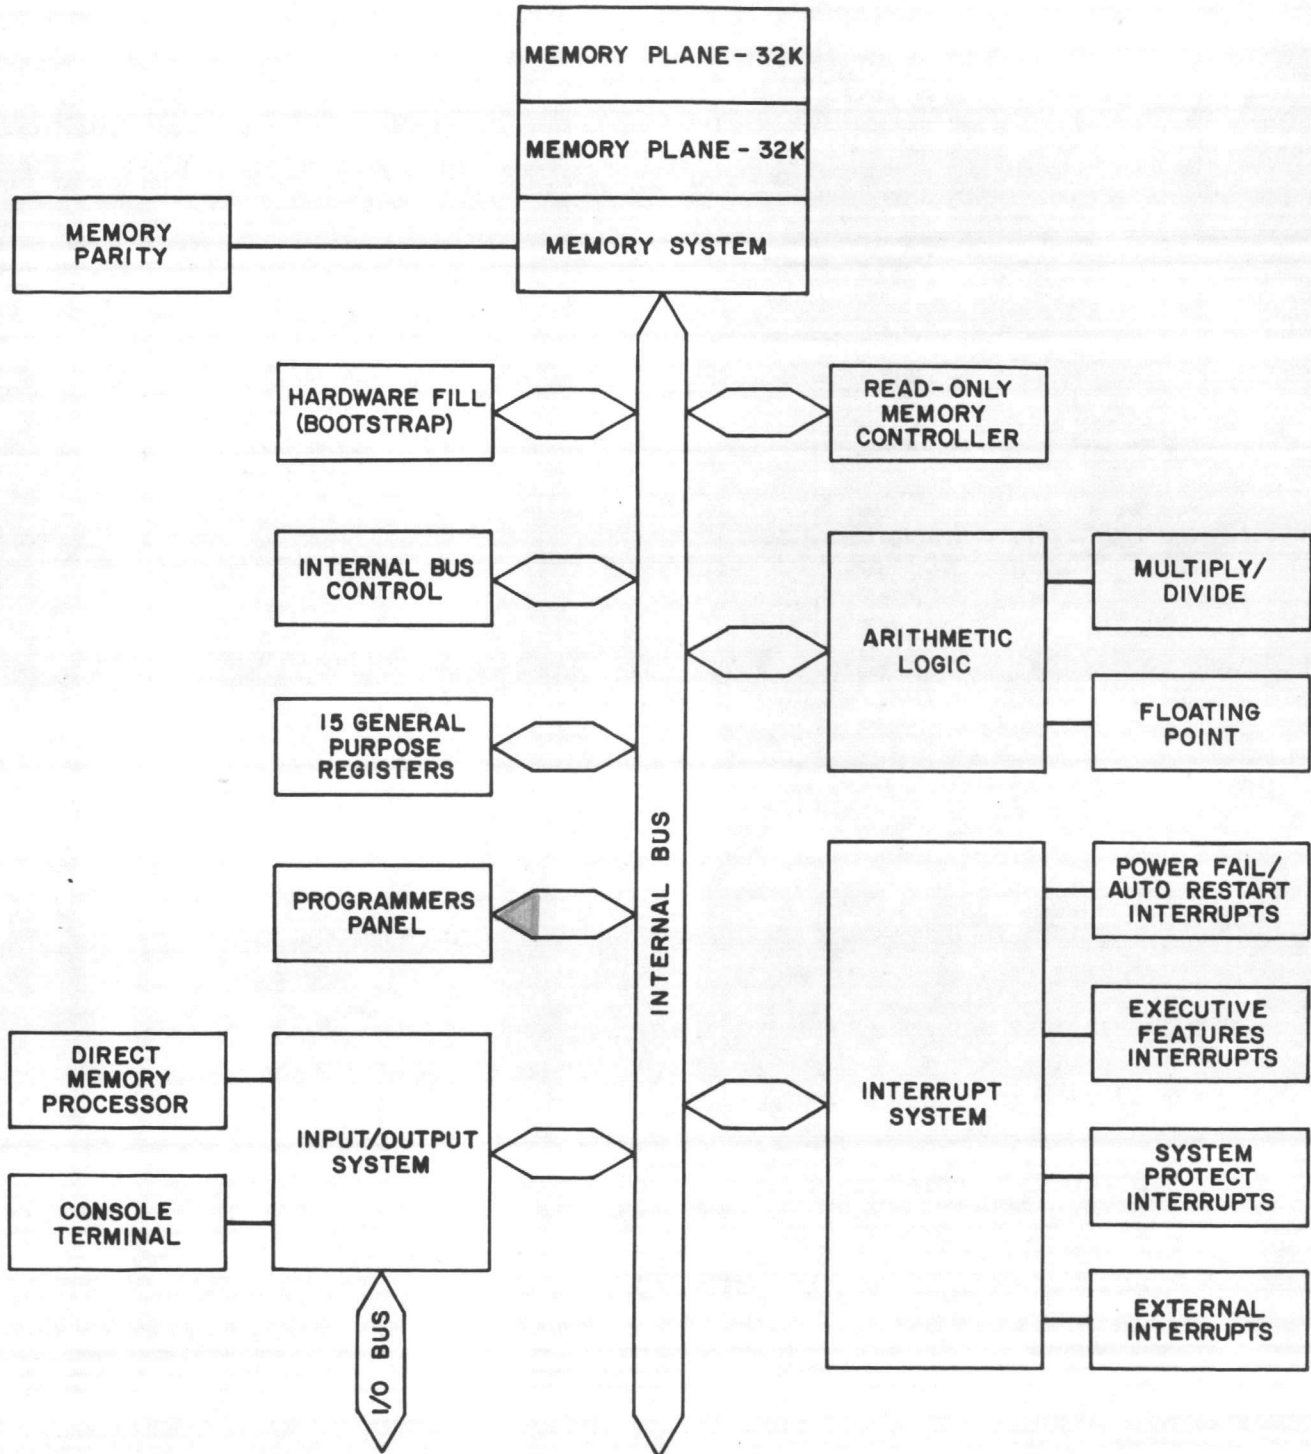 MEMORY PLANE-32K
MEMORY PLANE-32K
MEMORY
PARITY
MEMORY SYSTEM
HARDWARE FILL
(BOOTSTRAP)
READ-ONLY
MEMORY
CONTROLLER
INTERNAL BUS
CONTROL
ARITHMETIC
LOGIC
MULTIPLY/
DIVIDE
15 GENERAL
PURPOSE
REGISTERS
FLOATING
POINT
INTERNAL BUS
PROGRAMMERS
PANEL
POWER FAIL/
AUTO RESTART
INTERRUPTS
EXECUTIVE
FEATURES
INTERRUPTS
DIRECT
MEMORY
PROCESSOR
INPUT/OUTPUT
SYSTEM
INTERRUPT
SYSTEM
SYSTEM
PROTECT
INTERRUPTS
CONSOLE
TERMINAL
EXTERNAL
INTERRUPTS
I/O BUS